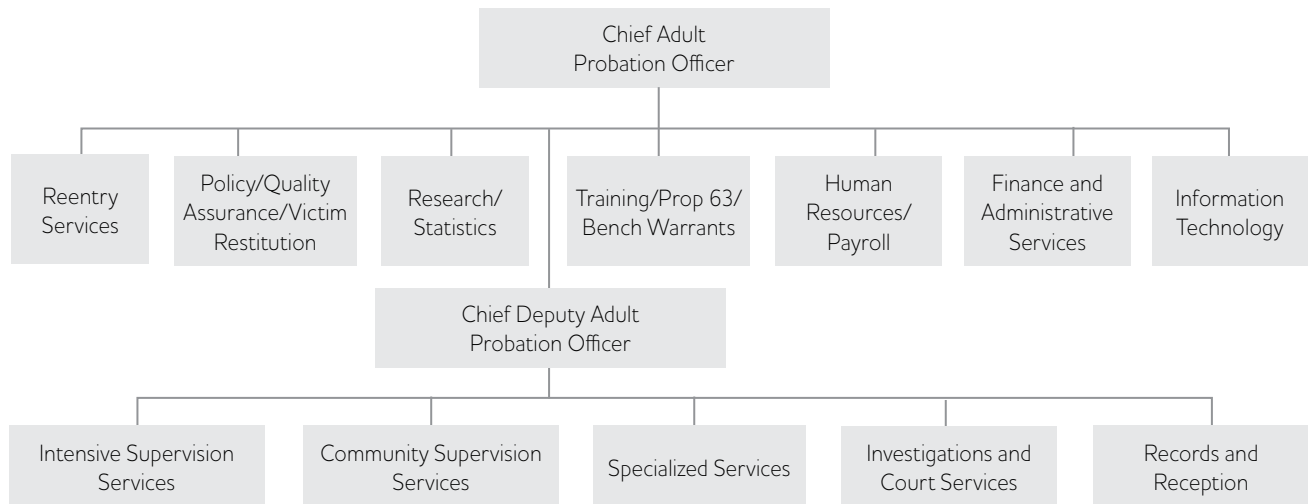 Chief Adult
Probation Officer
Reentry
Services
Policy/Quality
Assurance/Victim
Restitution
Research/
Statistics
Training/Prop 63/
Bench Warrants
Human
Resources/
Payroll
Finance and
Administrative
Services
Information
Technology
Chief Deputy Adult
Probation Officer
Intensive Supervision
Services
Community Supervision
Services
Specialized Services
Investigations and
Court Services
Records and
Reception